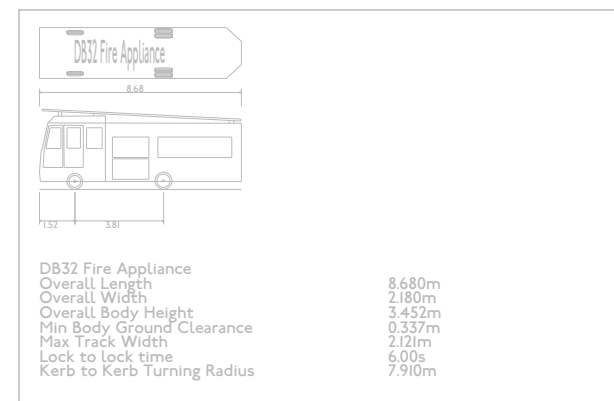 DB32 Fire Appliance
8.68
1.52 3.81
DB32 Fire Appliance
Overall Length 8.680m
Overall Width 2.180m
Overall Body Height 3.452m
Min Body Ground Clearance 0.337m
Max Track Width 2.121m
Lock to lock time 6.00s
Kerb to Kerb Turning Radius 7.910m